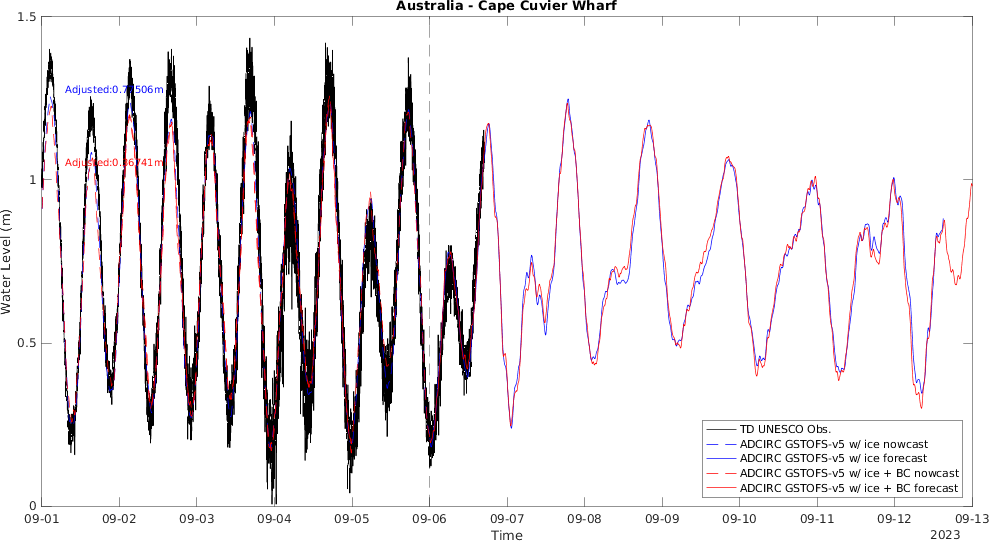 Australia - Cape Cuvier Wharf
1.5
1
0.5
0
Water Level (m)
09-01 09-02 09-03 09-04 09-05 09-06 09-07 09-08 09-09 09-10 09-11 09-12 09-13
Time
2023
TD UNESCO Obs.
ADCIRC GSTOFS-v5 w/ ice nowcast
ADCIRC GSTOFS-v5 w/ ice forecast
ADCIRC GSTOFS-v5 w/ ice + BC nowcast
ADCIRC GSTOFS-v5 w/ ice + BC forecast